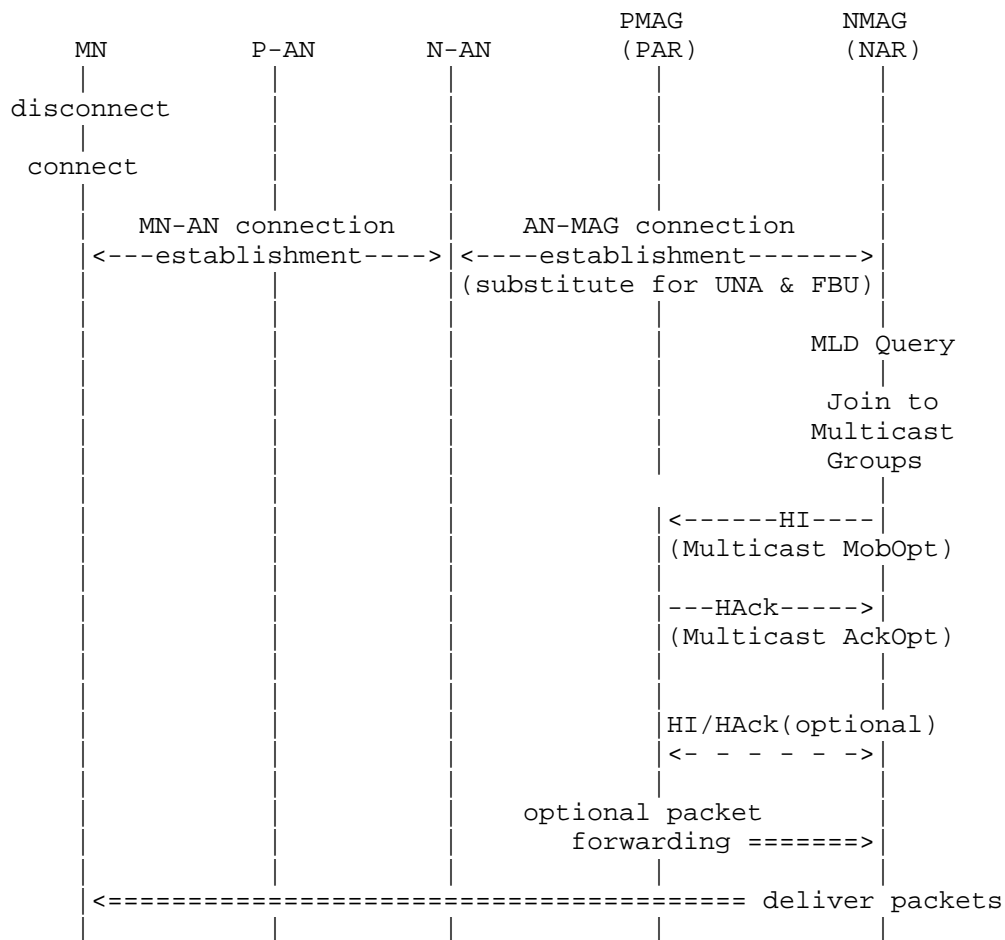 PMAG NMAG
MN P-AN N-AN (PAR) (NAR)
disconnect
connect
MN-AN connection AN-MAG connection
<---establishment----> <----establishment------->
(substitute for UNA & FBU)
MLD Query
Join to
Multicast
Groups
<------HI----
(Multicast MobOpt)
---HAck----->
(Multicast AckOpt)
HI/HAck(optional)
<- - - - - ->
optional packet
forwarding =======>
<======================================== deliver packets